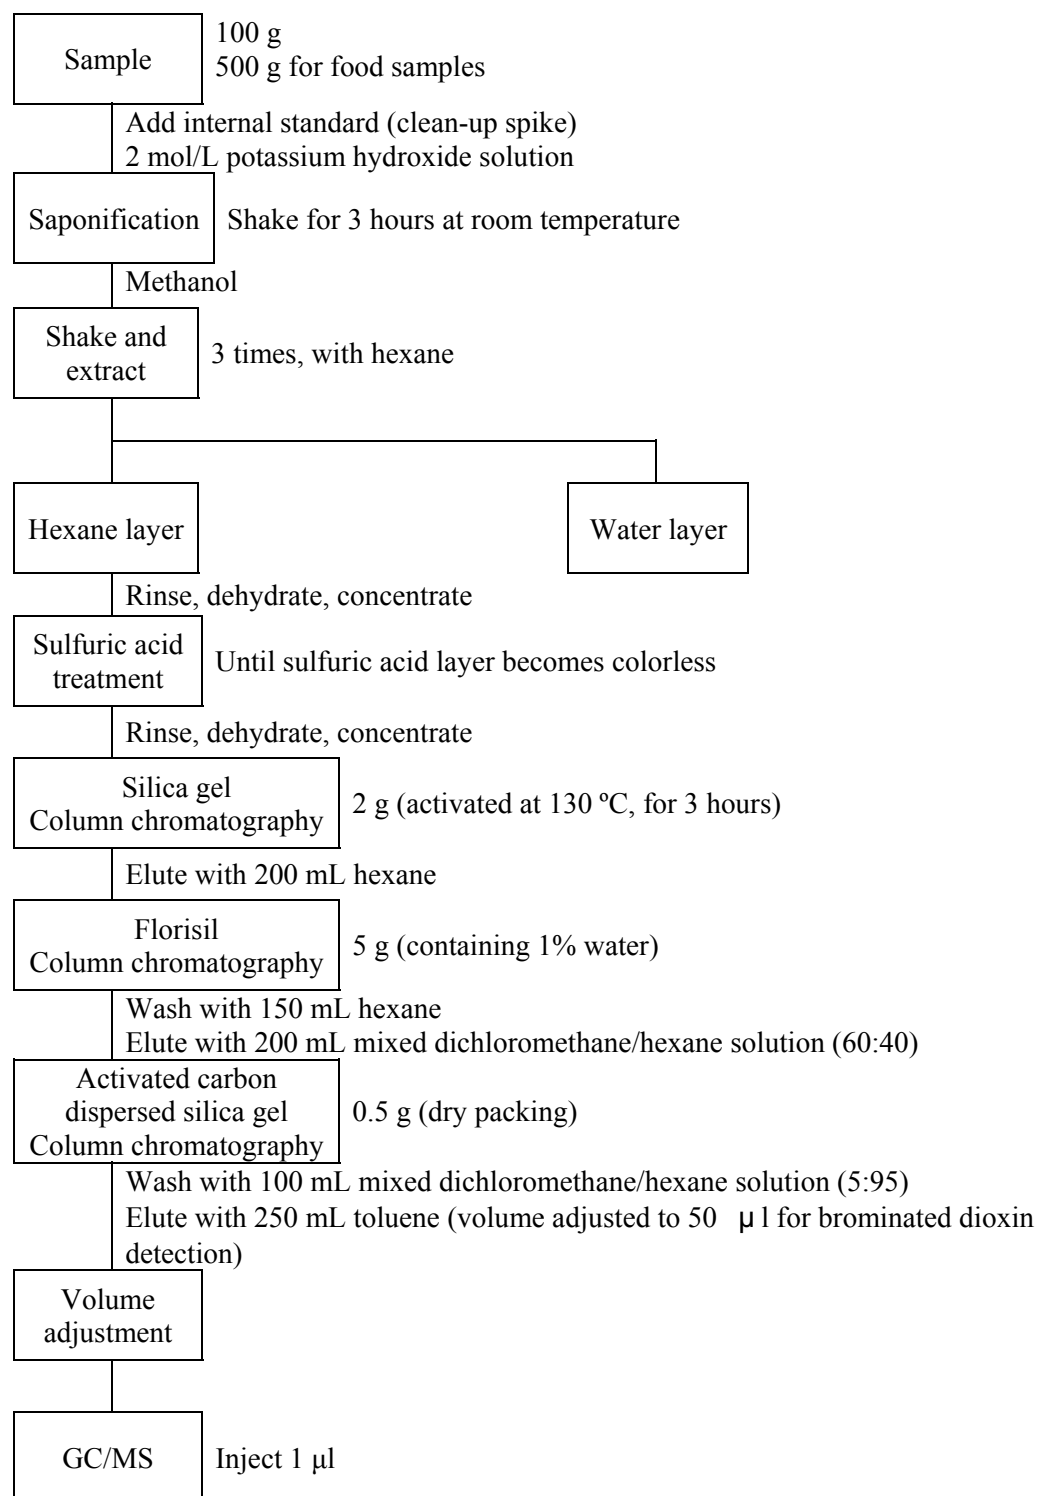 Sample
100 g
500 g for food samples
Add internal standard (clean-up spike)
2 mol/L potassium hydroxide solution
Saponification
Shake for 3 hours at room temperature
Methanol
Shake and
extract
3 times, with hexane
Hexane layer
Water layer
Rinse, dehydrate, concentrate
Sulfuric acid
treatment
Until sulfuric acid layer becomes colorless
Rinse, dehydrate, concentrate
Silica gel
Column chromatography
2 g (activated at 130 ºC, for 3 hours)
Elute with 200 mL hexane
Florisil
Column chromatography
5 g (containing 1% water)
Wash with 150 mL hexane
Elute with 200 mL mixed dichloromethane/hexane solution (60:40)
Activated carbon
dispersed silica gel
Column chromatography
0.5 g (dry packing)
Wash with 100 mL mixed dichloromethane/hexane solution (5:95)
Elute with 250 mL toluene (volume adjusted to 50 μl for brominated dioxin
detection)
Volume
adjustment
GC/MS
Inject 1 μl